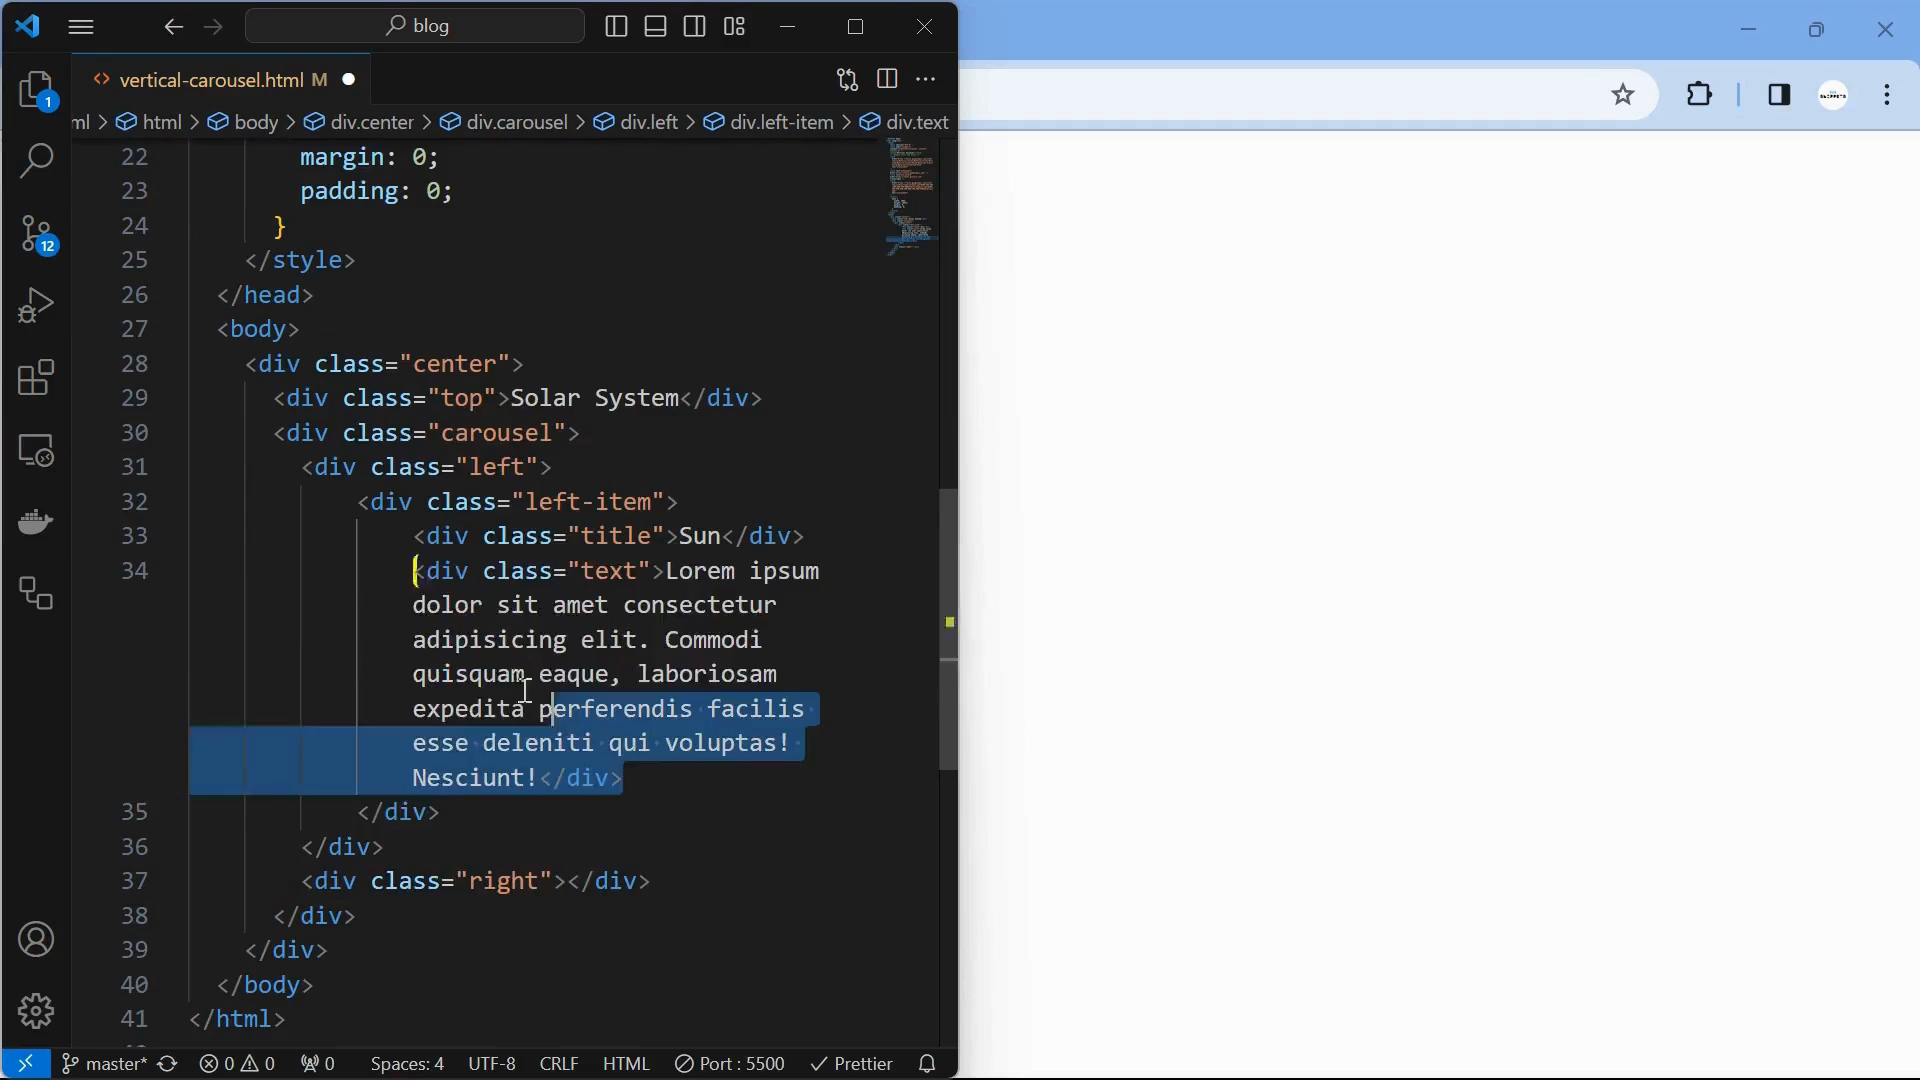 blog
vertical-carousel.html M
ml > html > body > div.center > div.carousel > div.left > div.left-item > div.text
22 margin: 0;
23 padding: 0;
24 }
25 </style>
26 </head>
27 <body>
28 <div class="center">
29 <div class="top">Solar System</div>
30 <div class="carousel">
31 <div class="left">
32 <div class="left-item">
33 <div class="title">Sun</div>
34 <div class="text">Lorem ipsum
dolor sit amet consectetur
adipisicing elit. Commodi
quisquam eaque, laboriosam
expedita perferendis facilis
esse deleniti qui voluptas!
Nesciunt!</div>
35 </div>
36 </div>
37 <div class="right"></div>
38 </div>
39 </div>
40 </body>
41 </html>
1
12
master* 0 0 0 Spaces: 4 UTF-8 CRLF HTML Port : 5500 Prettier